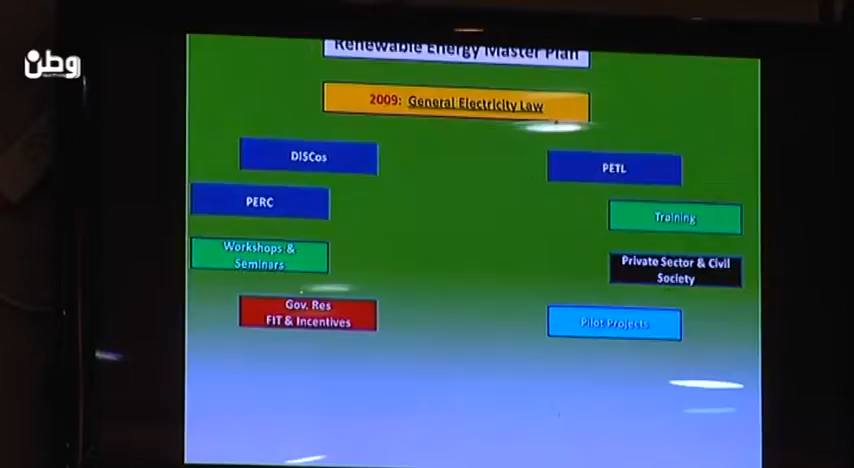 وطن
Renewable Energy Master Plan
2009: General Electricity Law
DISCos
PETL
PERC
Training
Workshops &
Seminars
Private Sector & Civil
Society
Gov. Res
FIT & Incentives
Pilot Projects